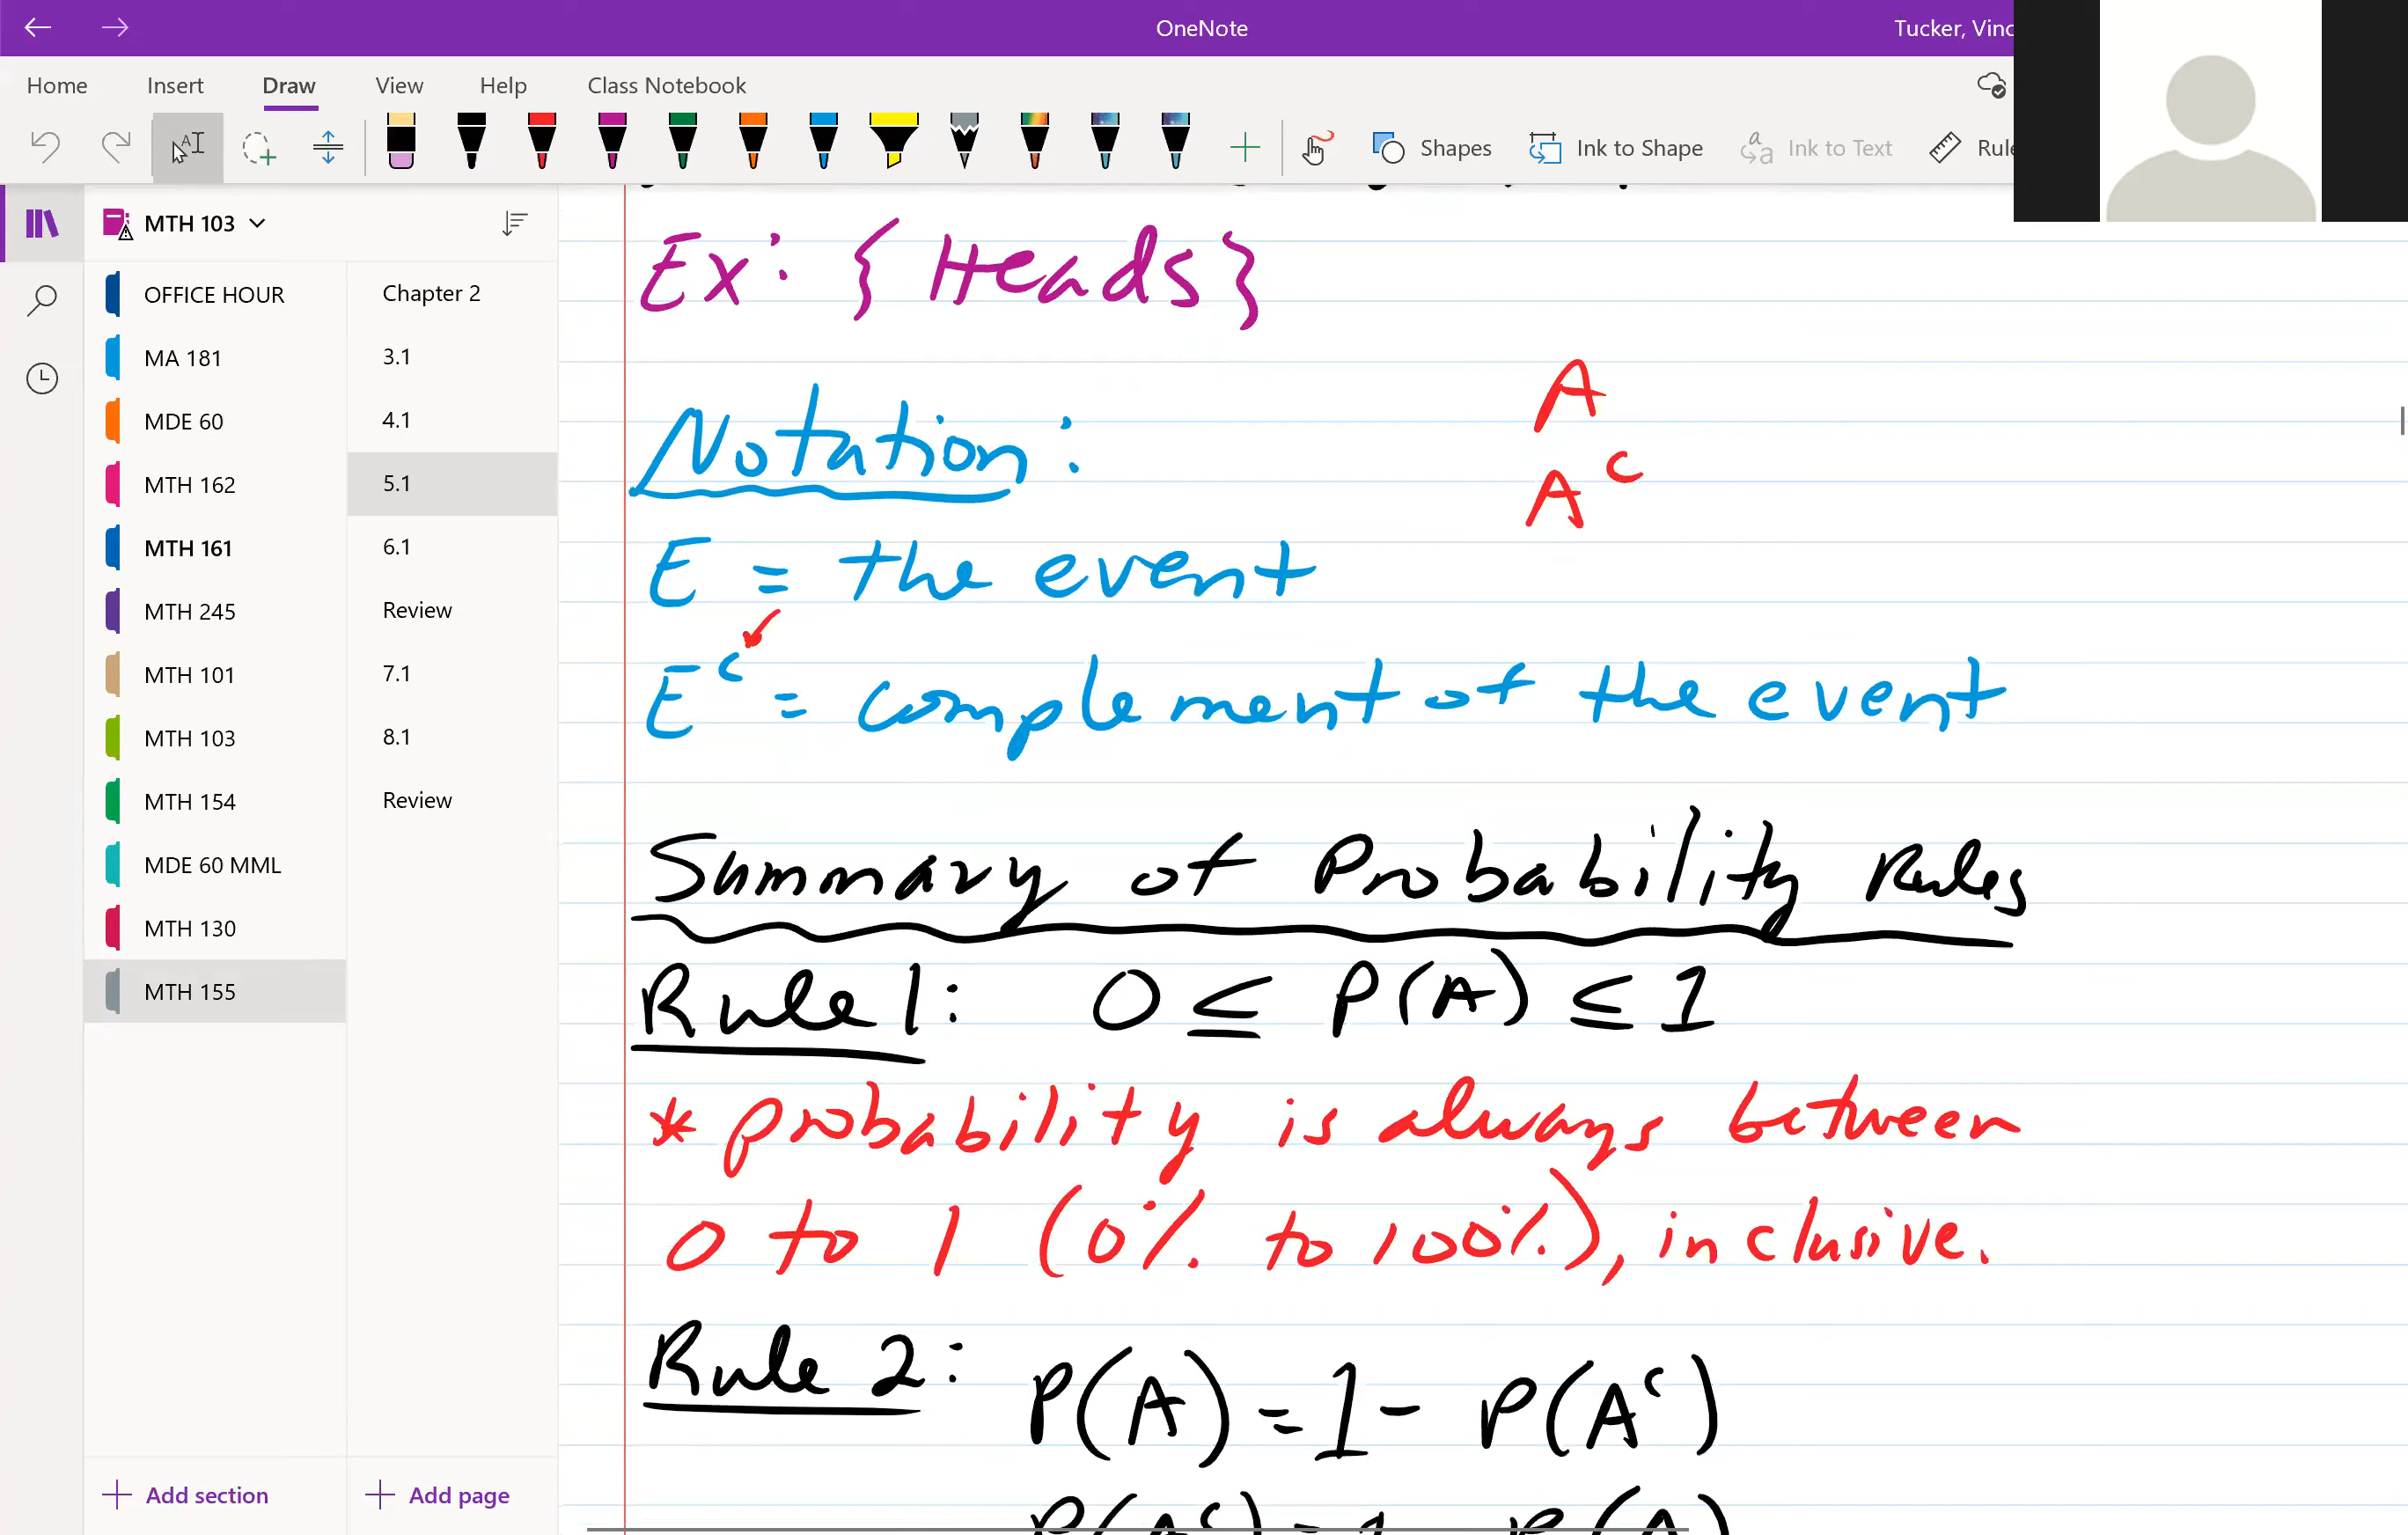 OneNote
Tucker, Vinc
Home Insert Draw View Help Class Notebook
Shapes Ink to Shape Ink to Text Rule
MTH 103
OFFICE HOUR
MA 181
MDE 60
MTH 162
MTH 161
MTH 245
MTH 101
MTH 103
MTH 154
MDE 60 MML
MTH 130
MTH 155
Add section
Chapter 2
3.1
4.1
5.1
6.1
Review
7.1
8.1
Review
Add page
Ex: { Heads }
Notation:
A
A^c
E = the event
E^c = complement of the event
Summary of Probability Rules
Rule 1: 0 ≤ P(A) ≤ 1
* probability is always between
0 to 1 (0% to 100%), inclusive.
Rule 2: P(A) = 1 - P(A^c)
P(A^c) = 1 - P(A)